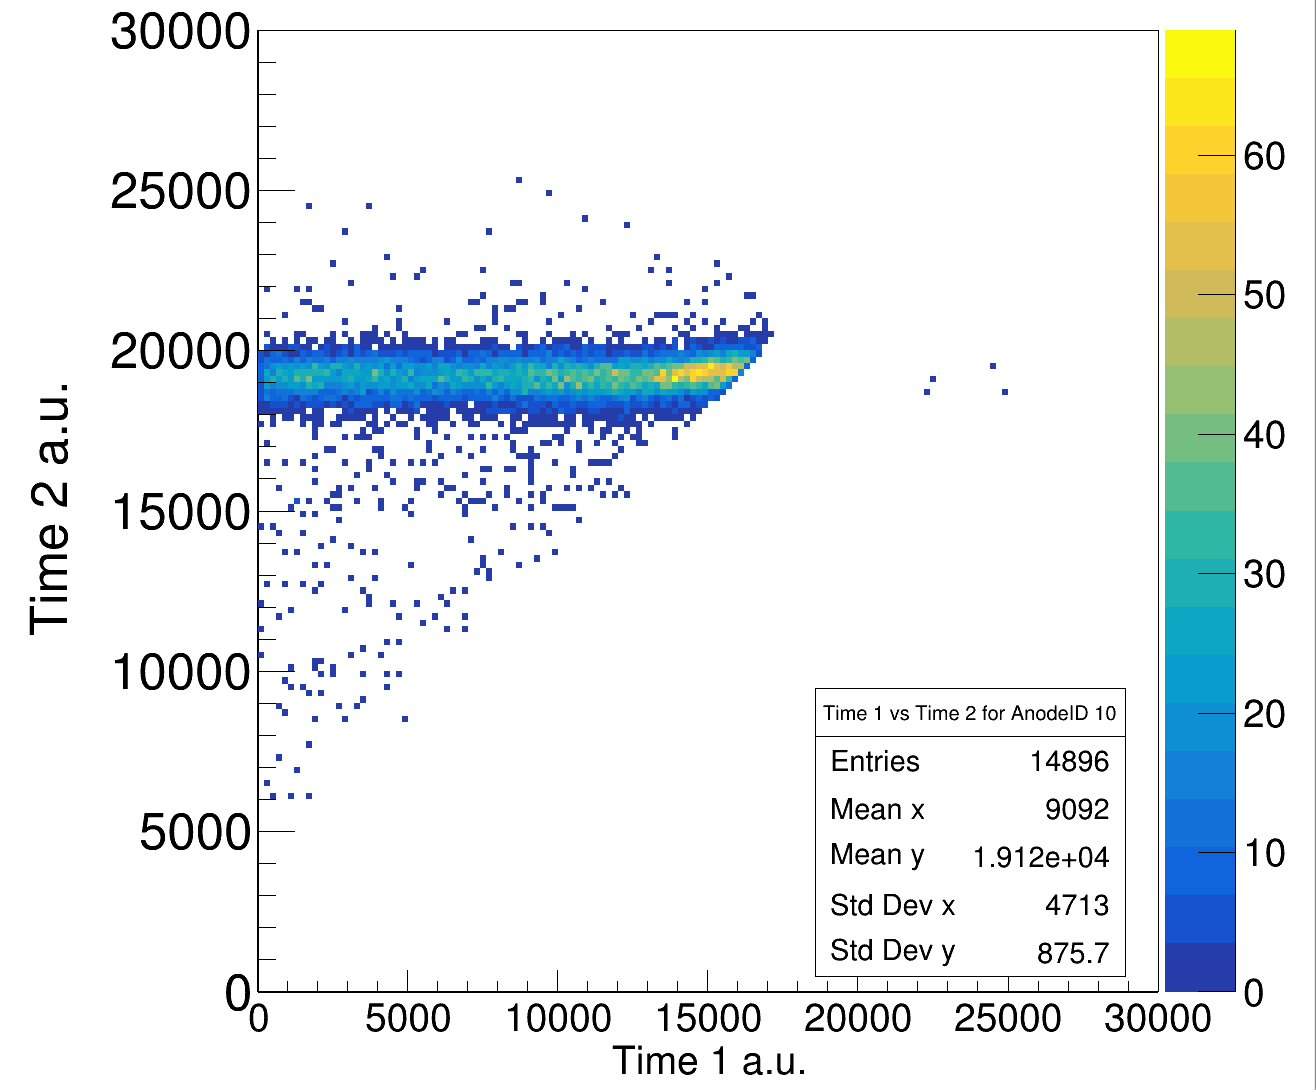 30000
25000
20000
15000
10000
5000
0
Time 2 a.u.
0 5000 10000 15000 20000 25000 30000
Time 1 a.u.
Time 1 vs Time 2 for AnodeID 10
Entries 14896
Mean x 9092
Mean y 1.912e+04
Std Dev x 4713
Std Dev y 875.7
60
50
40
30
20
10
0